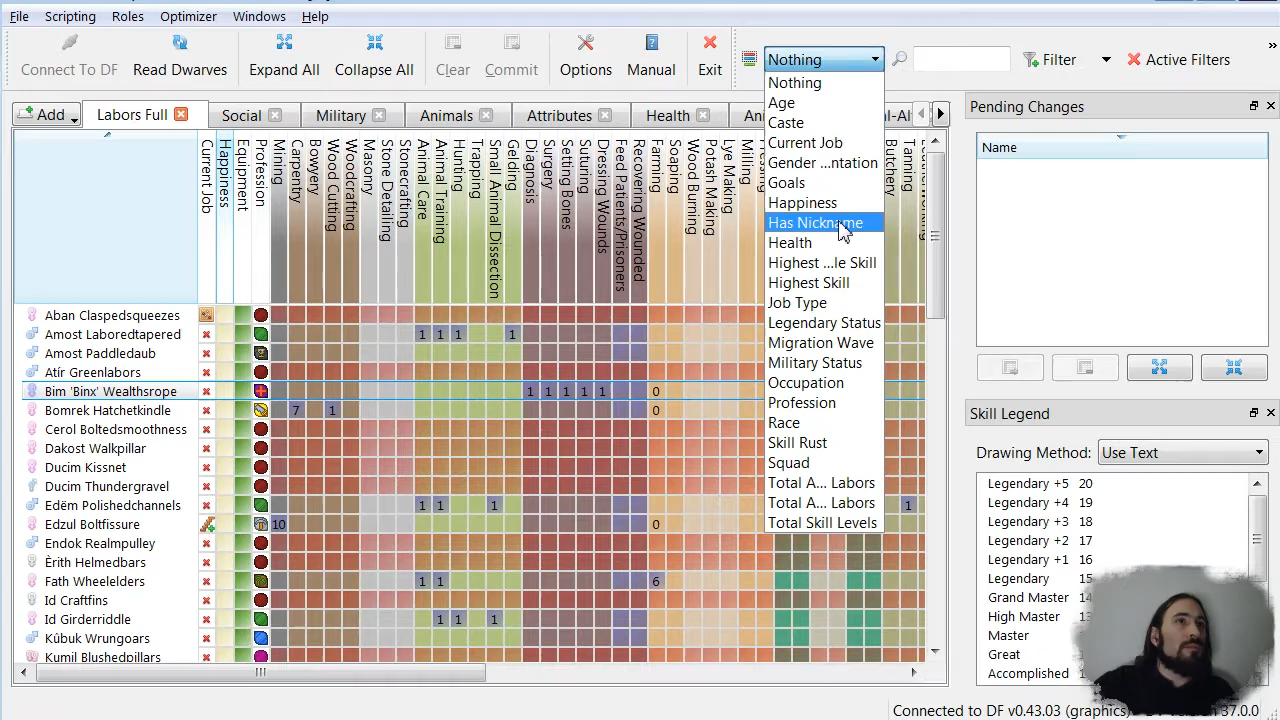 File Scripting Roles Optimizer Windows Help
Connect To DF Read Dwarves Expand All Collapse All Clear Commit Options Manual Exit
Nothing
Filter Active Filters
Nothing
Age
Caste
Current Job
Gender ...ntation
Goals
Happiness
Has Nickname
Health
Highest ...le Skill
Highest Skill
Job Type
Legendary Status
Migration Wave
Military Status
Occupation
Profession
Race
Skill Rust
Squad
Total A... Labors
Total A... Labors
Total Skill Levels
Add Labors Full Social Military Animals Attributes Health
Current Job
Happiness
Equipment
Profession
Mining
Carpentry
Bowyery
Wood Cutting
Woodcrafting
Masonry
Stone Detailing
Stonecrafting
Animal Care
Animal Training
Hunting
Trapping
Small Animal Dissection
Gelding
Diagnosis
Surgery
Setting Bones
Suturing
Dressing Wounds
Feed Patients/Prisoners
Recovering Wounded
Farming
Soaping
Wood Burning
Potash Making
Lye Making
Milling
Butchery
Tanning
Aban Claspedsqueezes
Amost Laboredtapered 1 1 1 1
Amost Paddledaub
Atír Greenlabors
Bim 'Binx' Wealthsrope 1 1 1 1 1 0
Bomrek Hatchetkindle 7 1 0
Cerol Boltedsmoothness
Dakost Walkpillar
Ducim Kissnet
Ducim Thundergravel
Edëm Polishedchannels 1 1 1 1
Edzul Boltfissure 10 0
Endok Realmpulley
Èrith Helmedbars
Fath Wheelelders 1 1 6
Id Craftfins
Id Girderriddle 1 1 1
Kûbuk Wrungoars
Kumil Blushedpillars
Pending Changes
Name
Skill Legend
Drawing Method: Use Text
Legendary +5 20
Legendary +4 19
Legendary +3 18
Legendary +2 17
Legendary +1 16
Legendary 15
Grand Master
High Master
Master
Great
Accomplished
Connected to DF v0.43.03 (graphics) 37.0.0